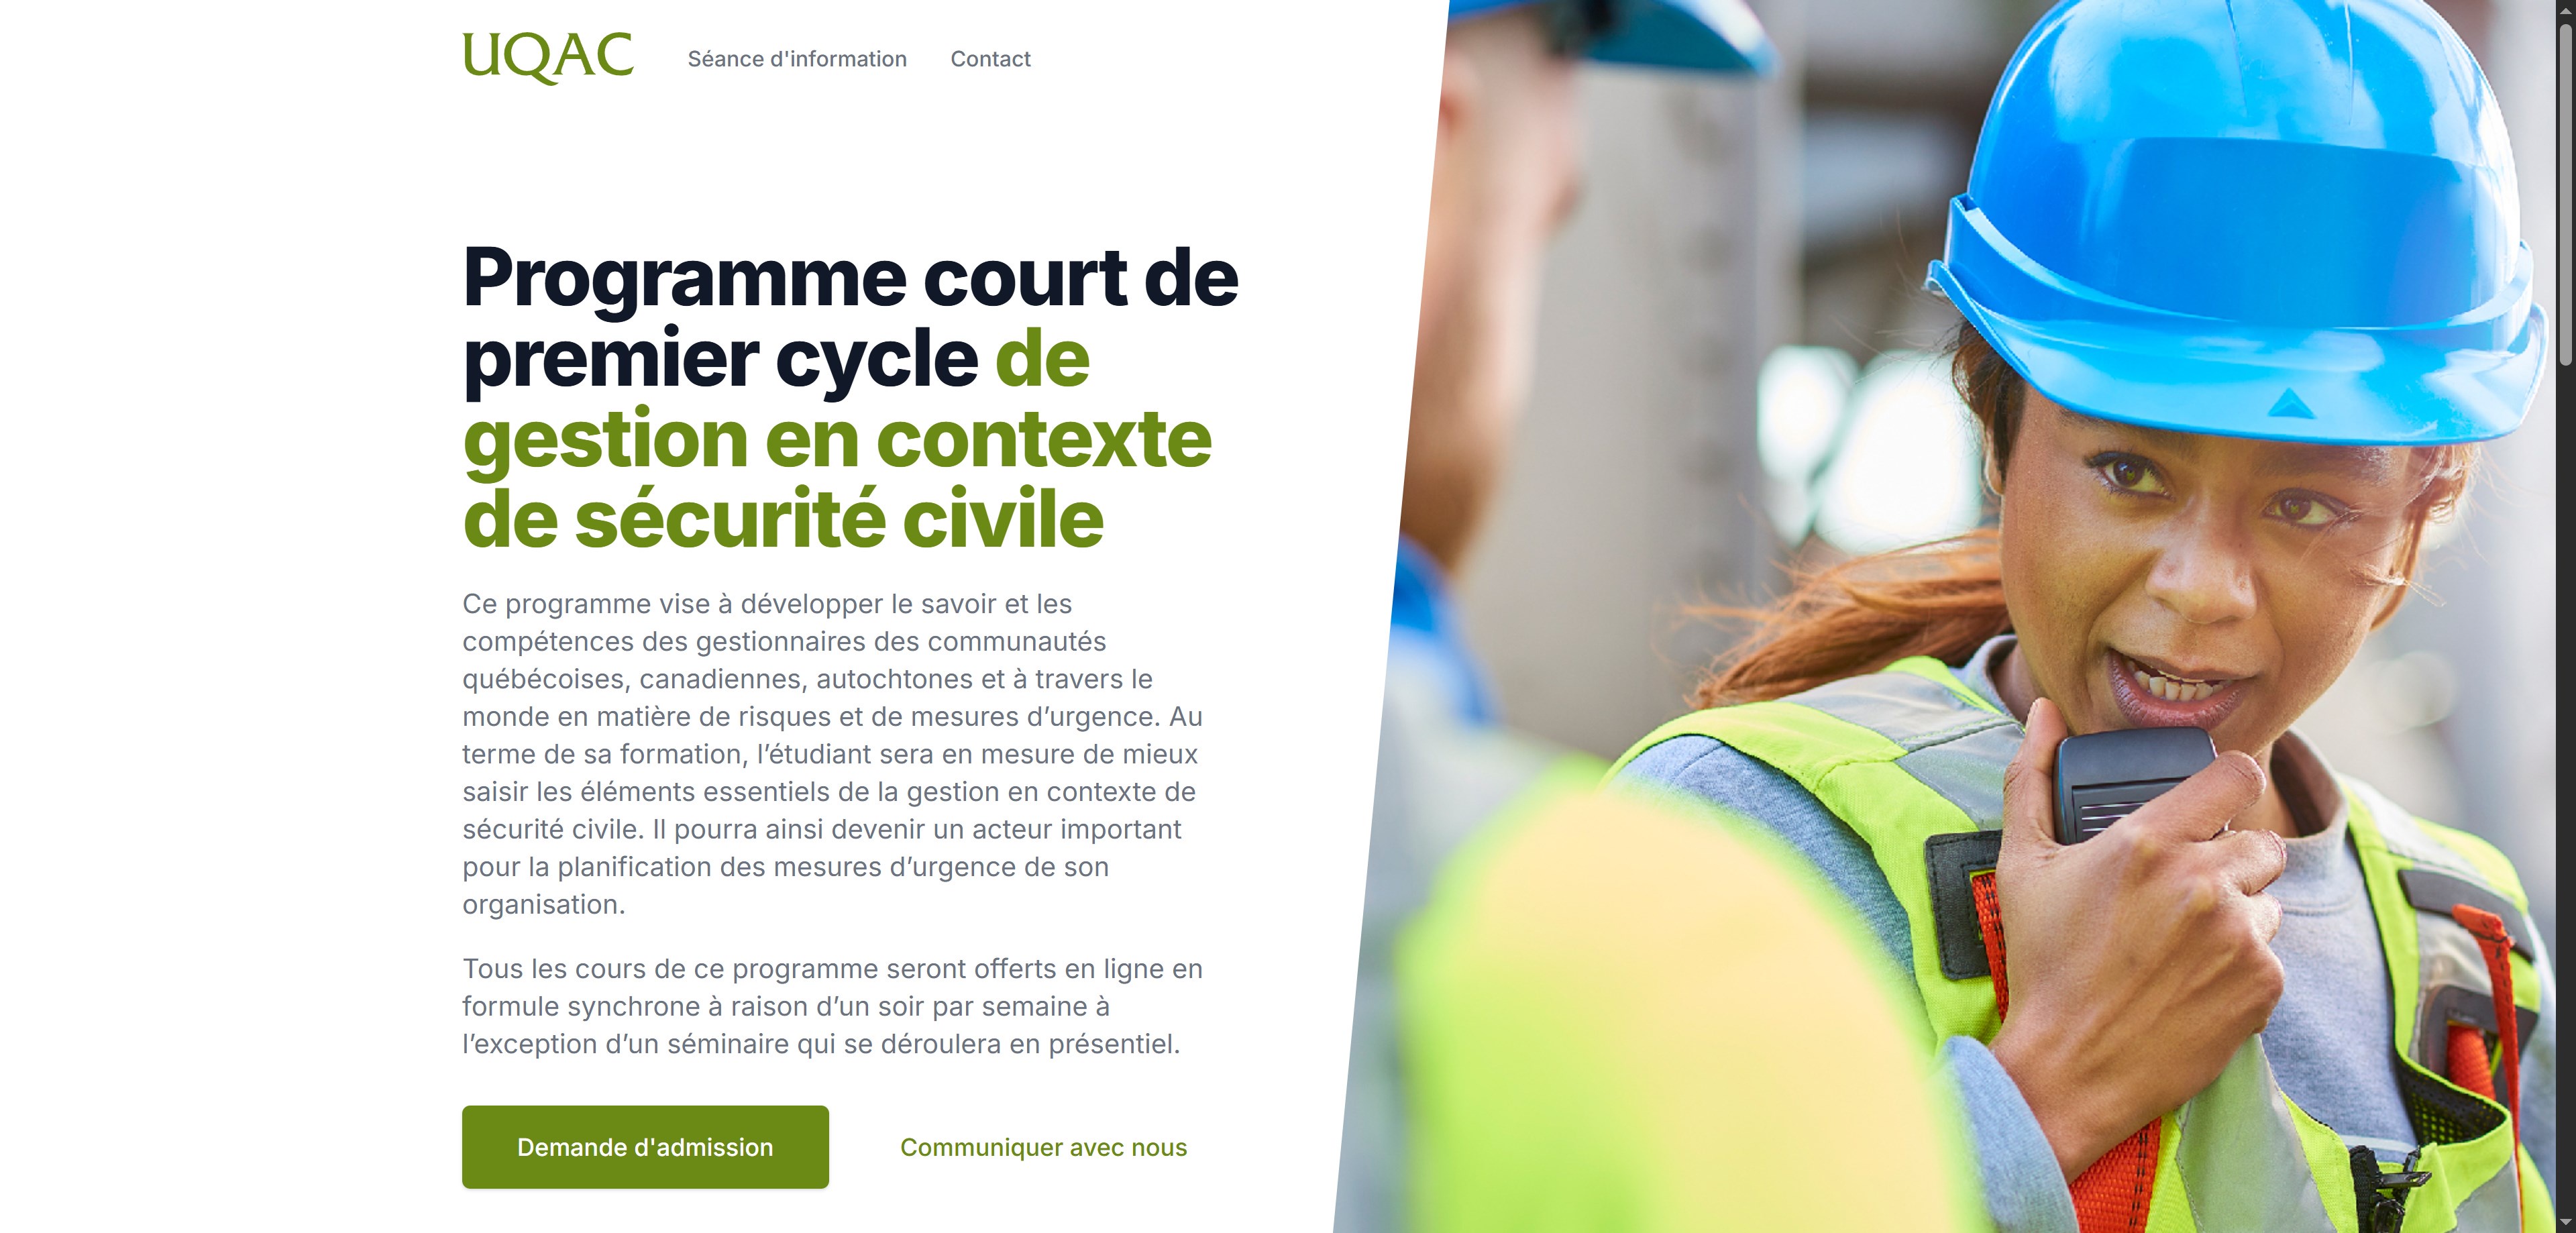 UQAC
Séance d'information
Contact
Programme court de
premier cycle de
gestion en contexte
de sécurité civile
Ce programme vise à développer le savoir et les
compétences des gestionnaires des communautés
québécoises, canadiennes, autochtones et à travers le
monde en matière de risques et de mesures d’urgence. Au
terme de sa formation, l’étudiant sera en mesure de mieux
saisir les éléments essentiels de la gestion en contexte de
sécurité civile. Il pourra ainsi devenir un acteur important
pour la planification des mesures d’urgence de son
organisation.
Tous les cours de ce programme seront offerts en ligne en
formule synchrone à raison d’un soir par semaine à
l’exception d’un séminaire qui se déroulera en présentiel.
Demande d'admission
Communiquer avec nous